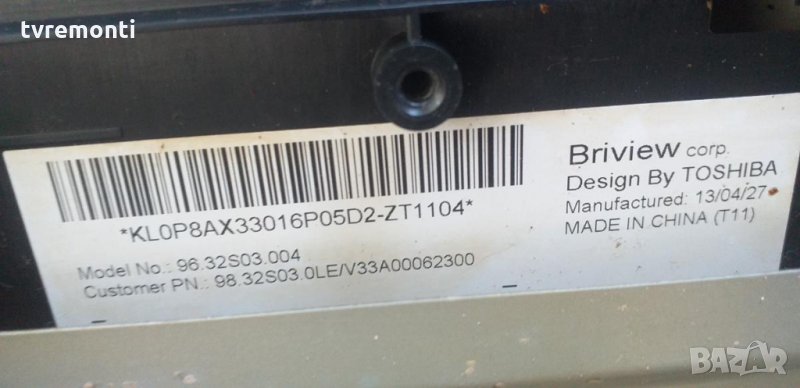 tvremonti
*KL0P8AX33016P05D2-ZT1104*
Model No.: 96.32S03.004
Customer PN.: 98.32S03.0LE/V33A00062300
Briview corp.
Design By TOSHIBA
Manufactured: 13/04/27
MADE IN CHINA (T11)
BAZAR